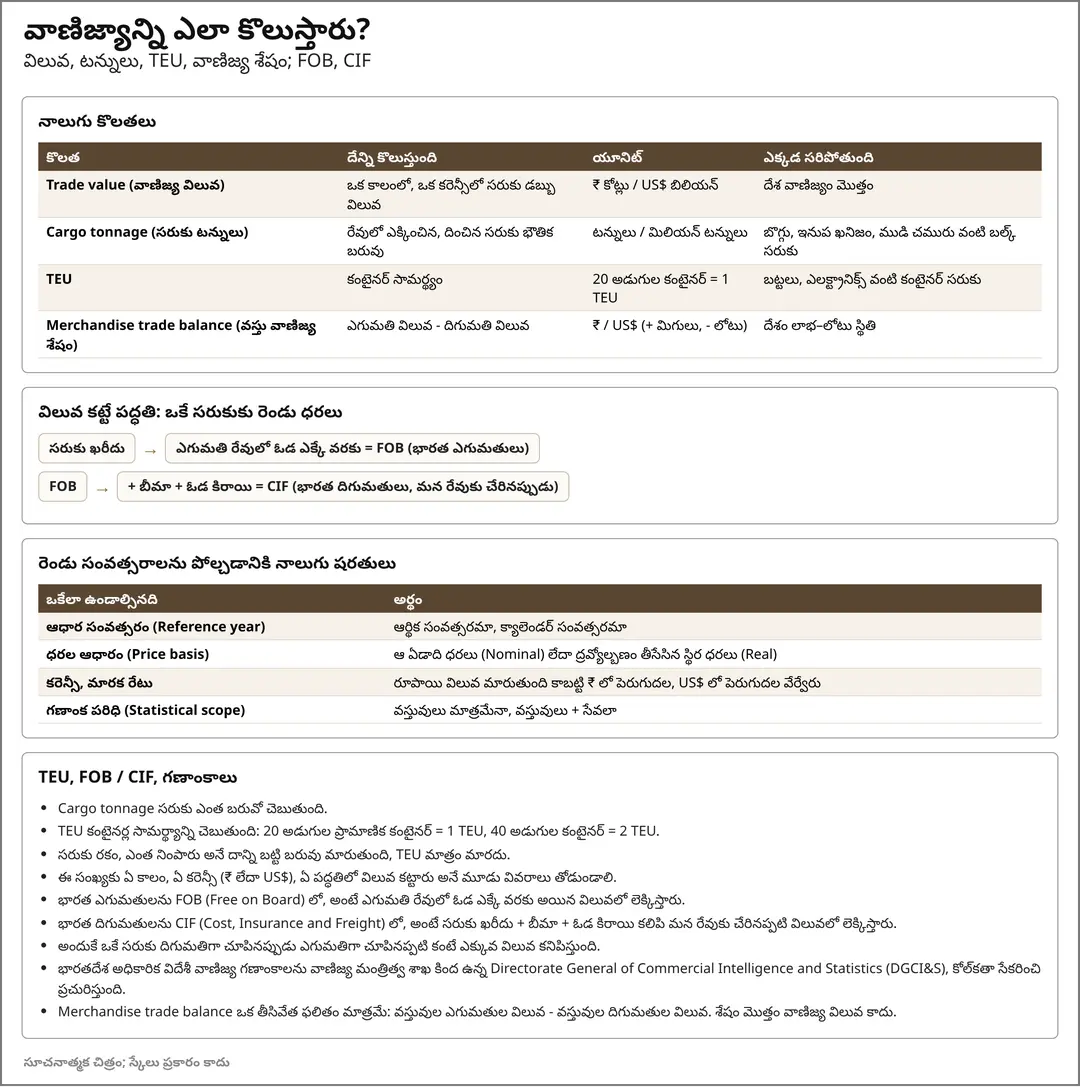 వాణిజ్యాన్ని ఎలా కొలుస్తారు?
విలువ, టన్నులు, TEU, వాణిజ్య శేషం; FOB, CIF
నాలుగు కొలతలు
కొలత దేన్ని కొలుస్తుంది యూనిట్ ఎక్కడ సరిపోతుంది
Trade value (వాణిజ్య విలువ) ఒక కాలంలో, ఒక కరెన్సీలో సరుకు డబ్బు విలువ ₹ కోట్లు / US$ బిలియన్ దేశ వాణిజ్యం మొత్తం
Cargo tonnage (సరుకు టన్నులు) రేవులో ఎక్కించిన, దించిన సరుకు భౌతిక బరువు టన్నులు / మిలియన్ టన్నులు బొగ్గు, ఇనుప ఖనిజం, ముడి చమురు వంటి బల్క్ సరుకు
TEU కంటైనర్ సామర్థ్యం 20 అడుగుల కంటైనర్ = 1 TEU బట్టలు, ఎలక్ట్రానిక్స్ వంటి కంటైనర్ సరుకు
Merchandise trade balance (వస్తు వాణిజ్య శేషం) ఎగుమతి విలువ - దిగుమతి విలువ ₹ / US$ (+ మిగులు, - లోటు) దేశం లాభ–లోటు స్థితి
విలువ కట్టే పద్ధతి: ఒకే సరుకుకు రెండు ధరలు
సరుకు ఖరీదు → ఎగుమతి రేవులో ఓడ ఎక్కే వరకు = FOB (భారత ఎగుమతులు)
FOB → + బీమా + ఓడ కిరాయి = CIF (భారత దిగుమతులు, మన రేవుకు చేరినప్పుడు)
రెండు సంవత్సరాలను పోల్చడానికి నాలుగు షరతులు
ఒకేలా ఉండాల్సినది అర్థం
ఆధార సంవత్సరం (Reference year) ఆర్థిక సంవత్సరమా, క్యాలెండర్ సంవత్సరమా
ధరల ఆధారం (Price basis) ఆ ఏడాది ధరలు (Nominal) లేదా ద్రవ్యోల్బణం తీసేసిన స్థిర ధరలు (Real)
కరెన్సీ, మారక రేటు రూపాయి విలువ మారుతుంది కాబట్టి ₹ లో పెరుగుదల, US$ లో పెరుగుదల వేర్వేరు
గణాంక పరిధి (Statistical scope) వస్తువులు మాత్రమేనా, వస్తువులు + సేవలా
TEU, FOB / CIF, గణాంకాలు
• Cargo tonnage సరుకు ఎంత బరువో చెబుతుంది.
• TEU కంటైనర్ల సామర్థ్యాన్ని చెబుతుంది: 20 అడుగుల ప్రామాణిక కంటైనర్ = 1 TEU, 40 అడుగుల కంటైనర్ = 2 TEU.
• సరుకు రకం, ఎంత నింపారు అనే దాన్ని బట్టి బరువు మారుతుంది, TEU మాత్రం మారదు.
• ఈ సంఖ్యకు ఏ కాలం, ఏ కరెన్సీ (₹ లేదా US$), ఏ పద్ధతిలో విలువ కట్టారు అనే మూడు వివరాలు తోడుండాలి.
• భారత ఎగుమతులను FOB (Free on Board) లో, అంటే ఎగుమతి రేవులో ఓడ ఎక్కే వరకు అయిన విలువలో లెక్కిస్తారు.
• భారత దిగుమతులను CIF (Cost, Insurance and Freight) లో, అంటే సరుకు ఖరీదు + బీమా + ఓడ కిరాయి కలిపి మన రేవుకు చేరినప్పటి విలువలో లెక్కిస్తారు.
• అందుకే ఒకే సరుకు దిగుమతిగా చూపినప్పుడు ఎగుమతిగా చూపినప్పటి కంటే ఎక్కువ విలువ కనిపిస్తుంది.
• భారతదేశ అధికారిక విదేశీ వాణిజ్య గణాంకాలను వాణిజ్య మంత్రిత్వ శాఖ కింద ఉన్న Directorate General of Commercial Intelligence and Statistics (DGCI&S), కోల్‌కతా సేకరించి
ప్రచురిస్తుంది.
• Merchandise trade balance ఒక తీసివేత ఫలితం మాత్రమే: వస్తువుల ఎగుమతుల విలువ - వస్తువుల దిగుమతుల విలువ. శేషం మొత్తం వాణిజ్య విలువ కాదు.
సూచనాత్మక చిత్రం; స్కేలు ప్రకారం కాదు